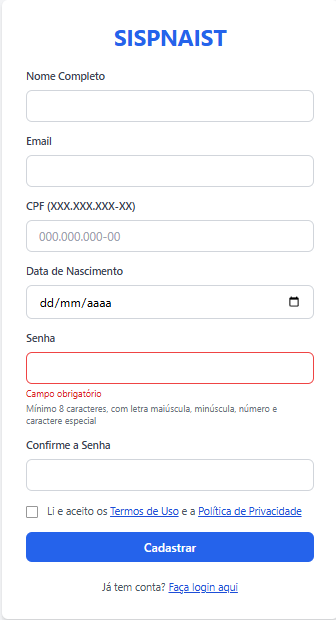 SISPNAIST
Nome Completo
Email
CPF (XXX.XXX.XXX-XX)
000.000.000-00
Data de Nascimento
dd/mm/aaaa
Senha
Campo obrigatório
Mínimo 8 caracteres, com letra maiúscula, minúscula, número e
caractere especial
Confirme a Senha
Li e aceito os Termos de Uso e a Política de Privacidade
Cadastrar
Já tem conta? Faça login aqui